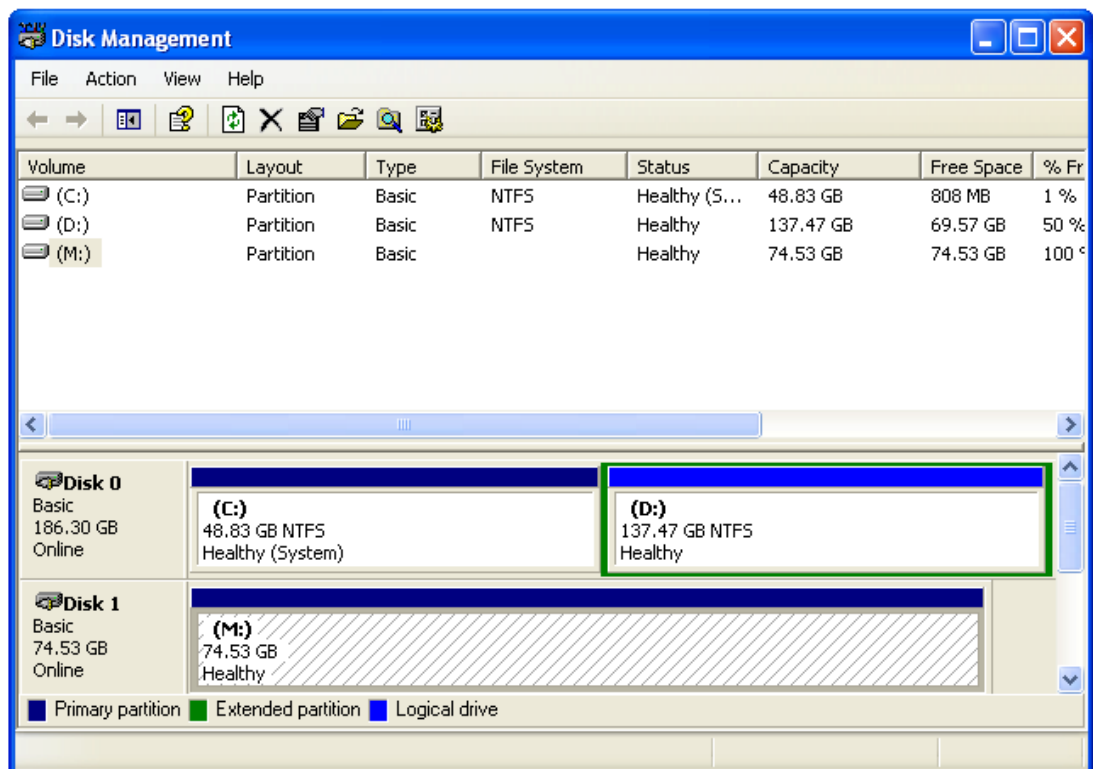 Disk Management
File Action View Help
Volume Layout Type File System Status Capacity Free Space % Fr
(C:) Partition Basic NTFS Healthy (S... 48.83 GB 808 MB 1 %
(D:) Partition Basic NTFS Healthy 137.47 GB 69.57 GB 50 %
(M:) Partition Basic Healthy 74.53 GB 74.53 GB 100 %
Disk 0
Basic
186.30 GB
Online
(C:)
48.83 GB NTFS
Healthy (System)
(D:)
137.47 GB NTFS
Healthy
Disk 1
Basic
74.53 GB
Online
(M:)
74.53 GB
Healthy
Primary partition Extended partition Logical drive